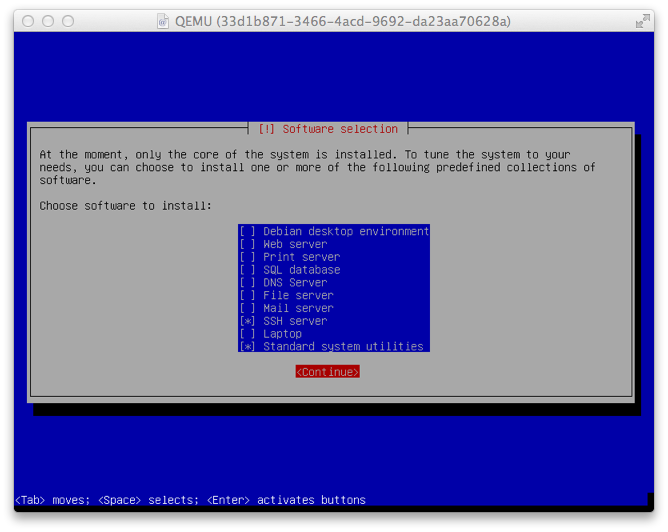 QEMU (33d1b871-3466-4acd-9692-da23aa70628a)
[!] Software selection
At the moment, only the core of the system is installed. To tune the system to your
needs, you can choose to install one or more of the following predefined collections of
software.
Choose software to install:
[ ] Debian desktop environment
[ ] Web server
[ ] Print server
[ ] SQL database
[ ] DNS Server
[ ] File server
[ ] Mail server
[*] SSH server
[ ] Laptop
[*] Standard system utilities
<Continue>
<Tab> moves; <Space> selects; <Enter> activates buttons